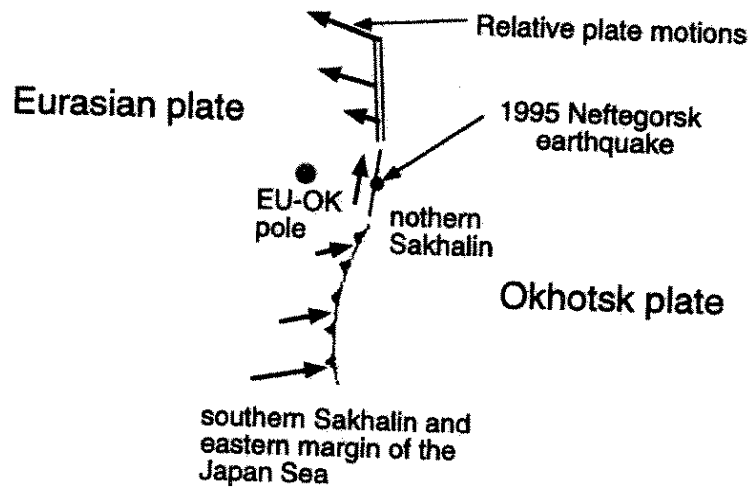 Relative plate motions
Eurasian plate
1995 Neftegorsk
earthquake
EU-OK
pole
nothern
Sakhalin
Okhotsk plate
southern Sakhalin and
eastern margin of the
Japan Sea